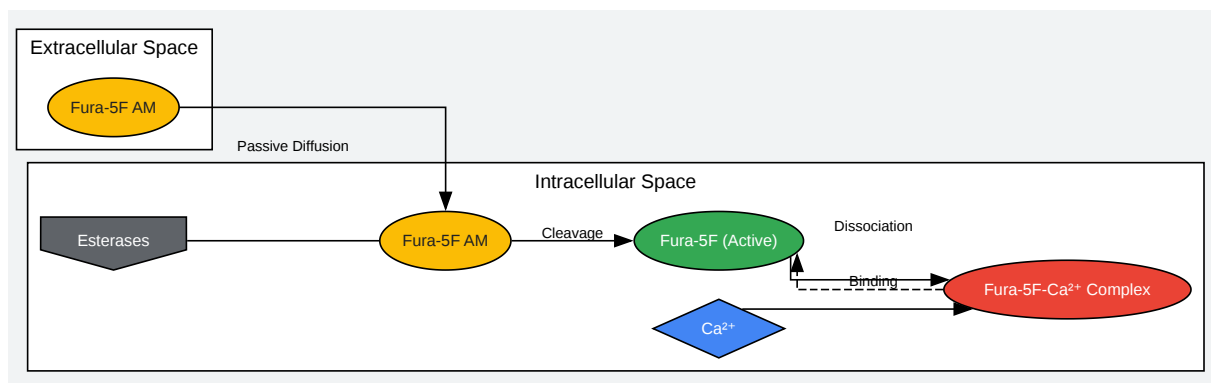 Extracellular Space
Fura-5F AM
Passive Diffusion
Intracellular Space
Esterases
Fura-5F AM
Cleavage
Fura-5F (Active)
Dissociation
Binding
Fura-5F-Ca²⁺ Complex
Ca²⁺